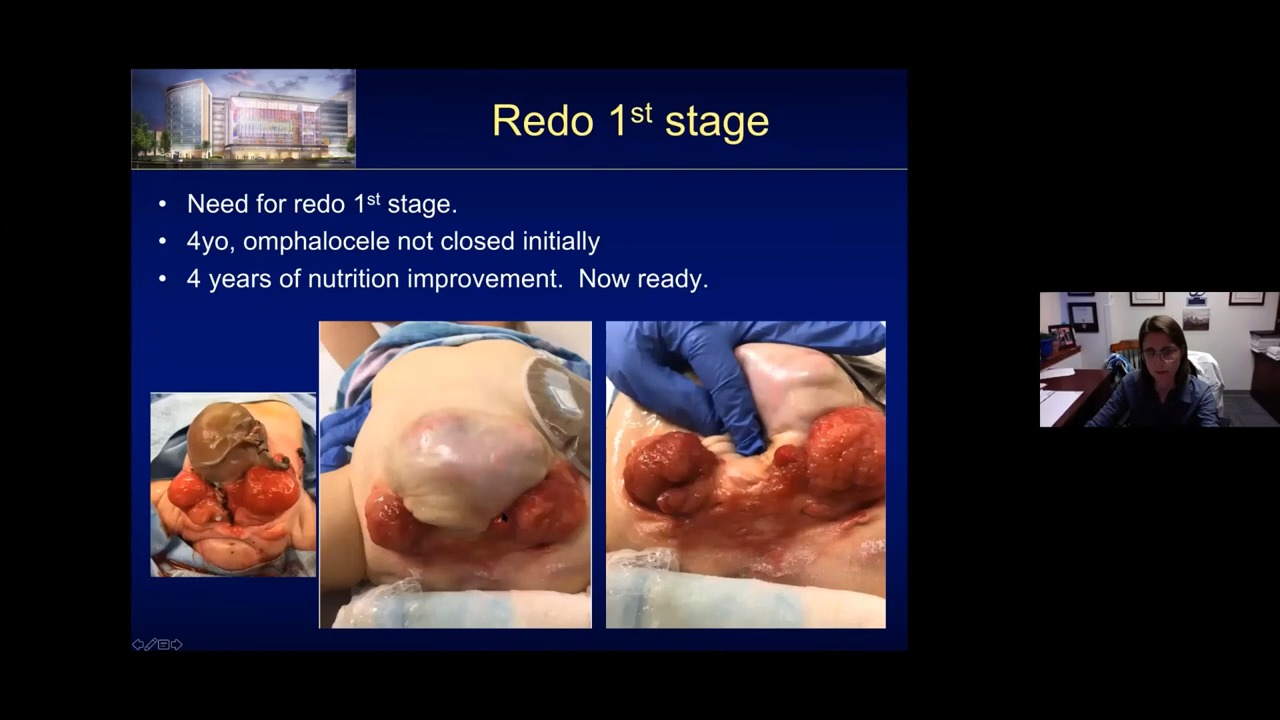 Redo 1st stage
• Need for redo 1st stage.
• 4yo, omphalocele not closed initially
• 4 years of nutrition improvement.  Now ready.